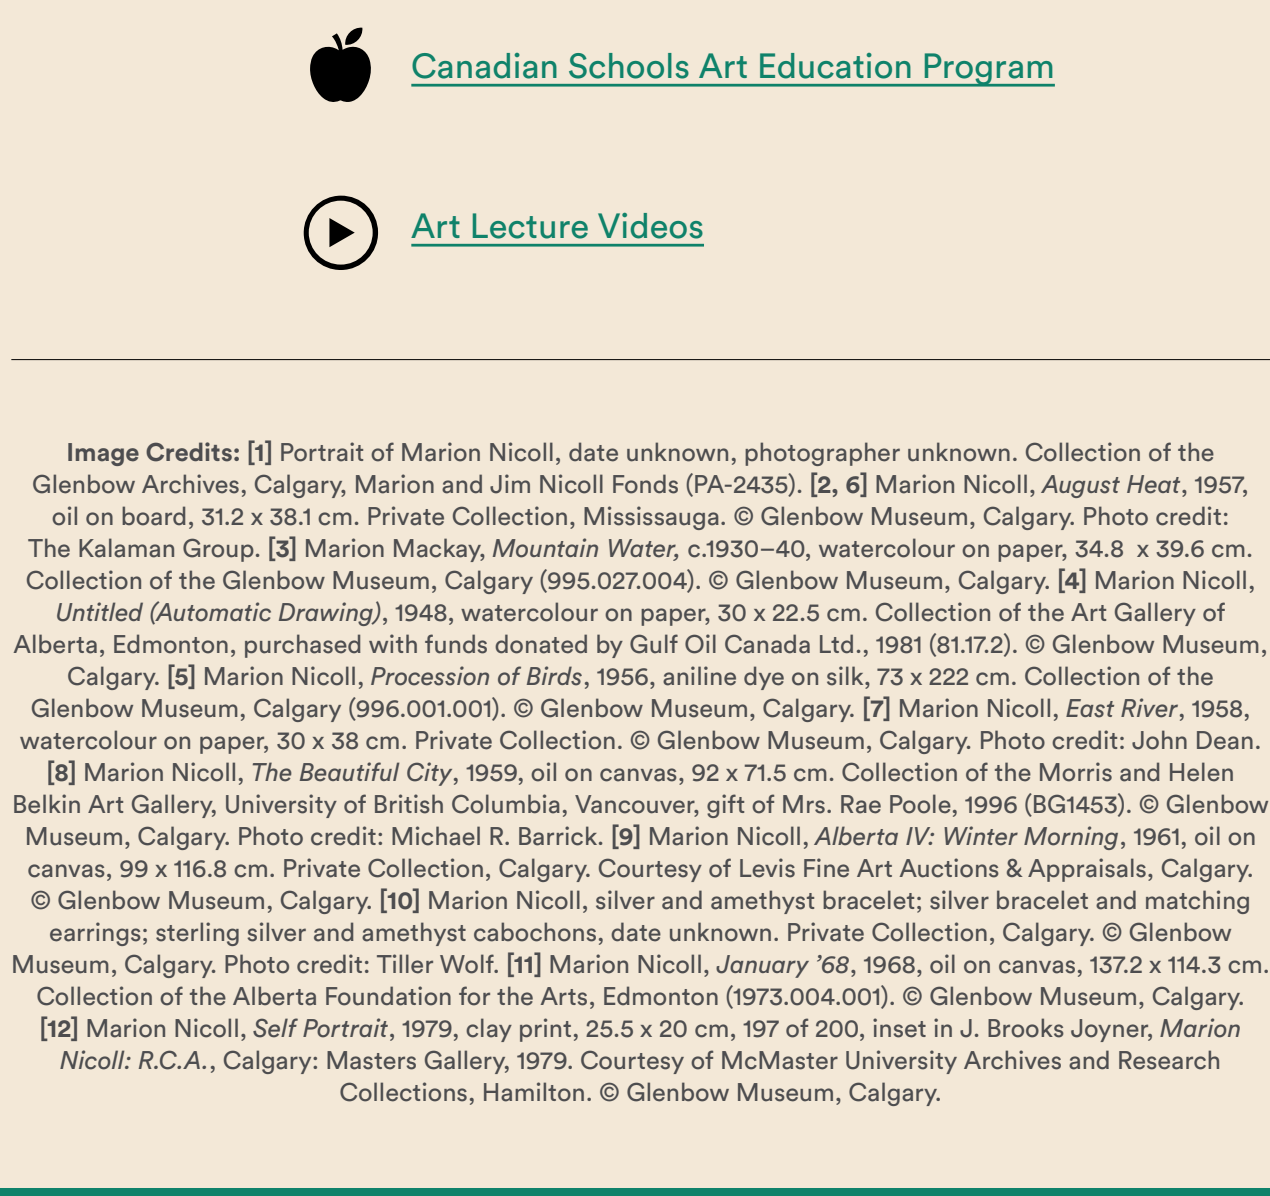 Canadian Schools Art Education Program
Art Lecture Videos
Image Credits: [1] Portrait of Marion Nicoll, date unknown, photographer unknown. Collection of the
Glenbow Archives, Calgary, Marion and Jim Nicoll Fonds (PA-2435). [2, 6] Marion Nicoll, August Heat, 1957,
oil on board, 31.2 x 38.1 cm. Private Collection, Mississauga. © Glenbow Museum, Calgary. Photo credit:
The Kalaman Group. [3] Marion Mackay, Mountain Water, c.1930–40, watercolour on paper, 34.8  x 39.6 cm.
Collection of the Glenbow Museum, Calgary (995.027.004). © Glenbow Museum, Calgary. [4] Marion Nicoll,
Untitled (Automatic Drawing), 1948, watercolour on paper, 30 x 22.5 cm. Collection of the Art Gallery of
Alberta, Edmonton, purchased with funds donated by Gulf Oil Canada Ltd., 1981 (81.17.2). © Glenbow Museum,
Calgary. [5] Marion Nicoll, Procession of Birds, 1956, aniline dye on silk, 73 x 222 cm. Collection of the
Glenbow Museum, Calgary (996.001.001). © Glenbow Museum, Calgary. [7] Marion Nicoll, East River, 1958,
watercolour on paper, 30 x 38 cm. Private Collection. © Glenbow Museum, Calgary. Photo credit: John Dean.
[8] Marion Nicoll, The Beautiful City, 1959, oil on canvas, 92 x 71.5 cm. Collection of the Morris and Helen
Belkin Art Gallery, University of British Columbia, Vancouver, gift of Mrs. Rae Poole, 1996 (BG1453). © Glenbow
Museum, Calgary. Photo credit: Michael R. Barrick. [9] Marion Nicoll, Alberta IV: Winter Morning, 1961, oil on
canvas, 99 x 116.8 cm. Private Collection, Calgary. Courtesy of Levis Fine Art Auctions & Appraisals, Calgary.
© Glenbow Museum, Calgary. [10] Marion Nicoll, silver and amethyst bracelet; silver bracelet and matching
earrings; sterling silver and amethyst cabochons, date unknown. Private Collection, Calgary. © Glenbow
Museum, Calgary. Photo credit: Tiller Wolf. [11] Marion Nicoll, January ’68, 1968, oil on canvas, 137.2 x 114.3 cm.
Collection of the Alberta Foundation for the Arts, Edmonton (1973.004.001). © Glenbow Museum, Calgary.
[12] Marion Nicoll, Self Portrait, 1979, clay print, 25.5 x 20 cm, 197 of 200, inset in J. Brooks Joyner, Marion
Nicoll: R.C.A., Calgary: Masters Gallery, 1979. Courtesy of McMaster University Archives and Research
Collections, Hamilton. © Glenbow Museum, Calgary.